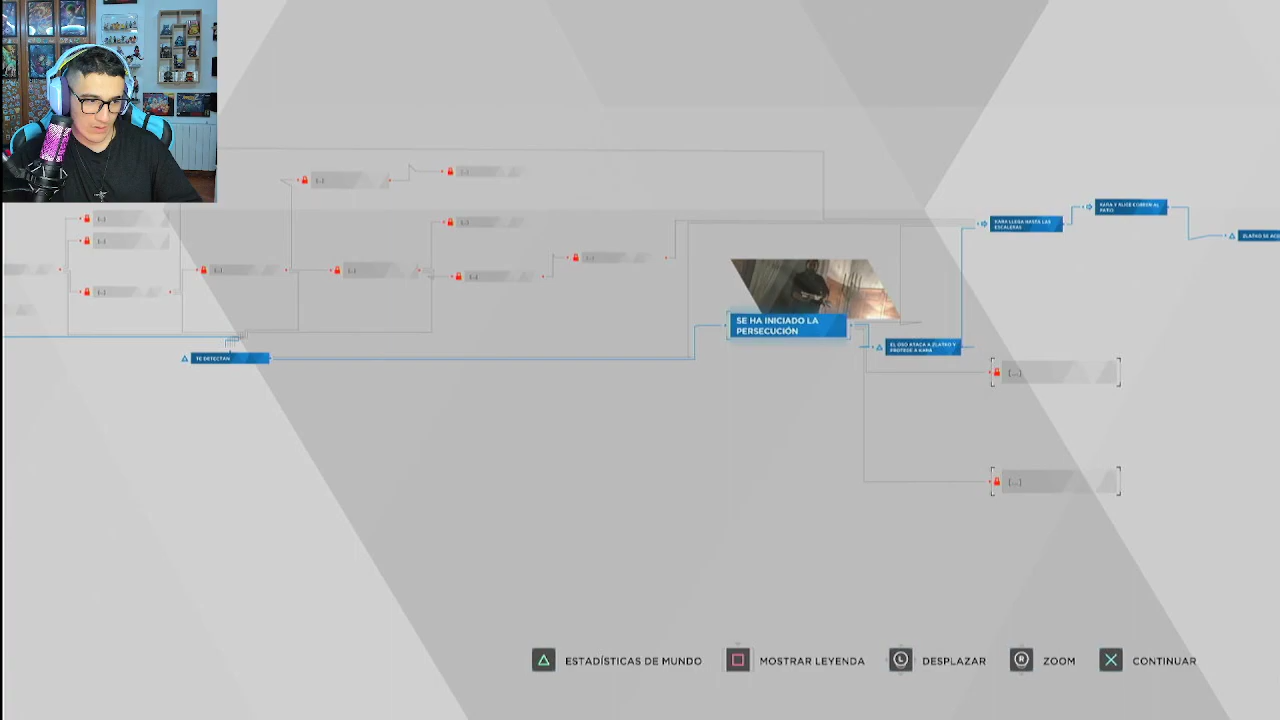 [...]
[...]
[...]
[...]
[...]
[...]
[...]
[...]
[...]
[...]
KARA LLEGA HASTA LAS
ESCALERAS
KARA Y ALICE CORREN AL
PATIO
ZLATKO SE
SE HA INICIADO LA
PERSECUCIÓN
EL OSO ATACA A ZLATKO Y
PROTEGE A KARA
TE DETECTAN
[...]
[...]
ESTADÍSTICAS DE MUNDO
MOSTRAR LEYENDA
L
DESPLAZAR
R
ZOOM
CONTINUAR